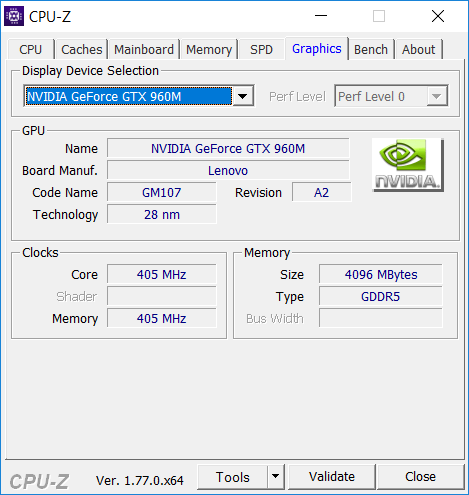 CPU-Z
CPU Caches Mainboard Memory SPD Graphics Bench About
Display Device Selection
NVIDIA GeForce GTX 960M Perf Level Perf Level 0
GPU
Name NVIDIA GeForce GTX 960M
Board Manuf. Lenovo
Code Name GM107 Revision A2
Technology 28 nm
NVIDIA.
Clocks
Core 405 MHz
Shader
Memory 405 MHz
Memory
Size 4096 MBytes
Type GDDR5
Bus Width
CPU-Z Ver. 1.77.0.x64 Tools Validate Close